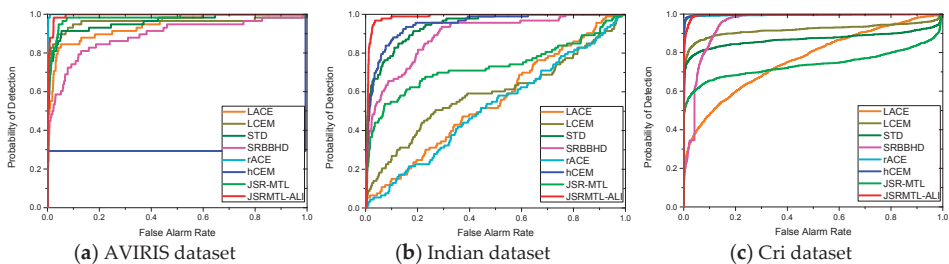 1.0
0.8
0.6
0.4
0.2
0.0
Probability of Detection
0.0 0.2 0.4 0.6 0.8 1.0
False Alarm Rate
LACE
LCEM
STD
SRBBHD
rACE
hCEM
JSR-MTL
JSRMTL-ALI
(a) AVIRIS dataset
1.0
0.8
0.6
0.4
0.2
0.0
Probability of Detection
0.0 0.2 0.4 0.6 0.8 1.0
False Alarm Rate
LACE
LCEM
STD
SRBBHD
rACE
hCEM
JSR-MTL
JSRMTL-ALI
(b) Indian dataset
1.0
0.8
0.6
0.4
0.2
0.0
Probability of Detection
0.0 0.2 0.4 0.6 0.8 1.0
False Alarm Rate
LACE
LCEM
STD
SRBBHD
rACE
hCEM
JSR-MTL
JSRMTL-ALI
(c) Cri dataset